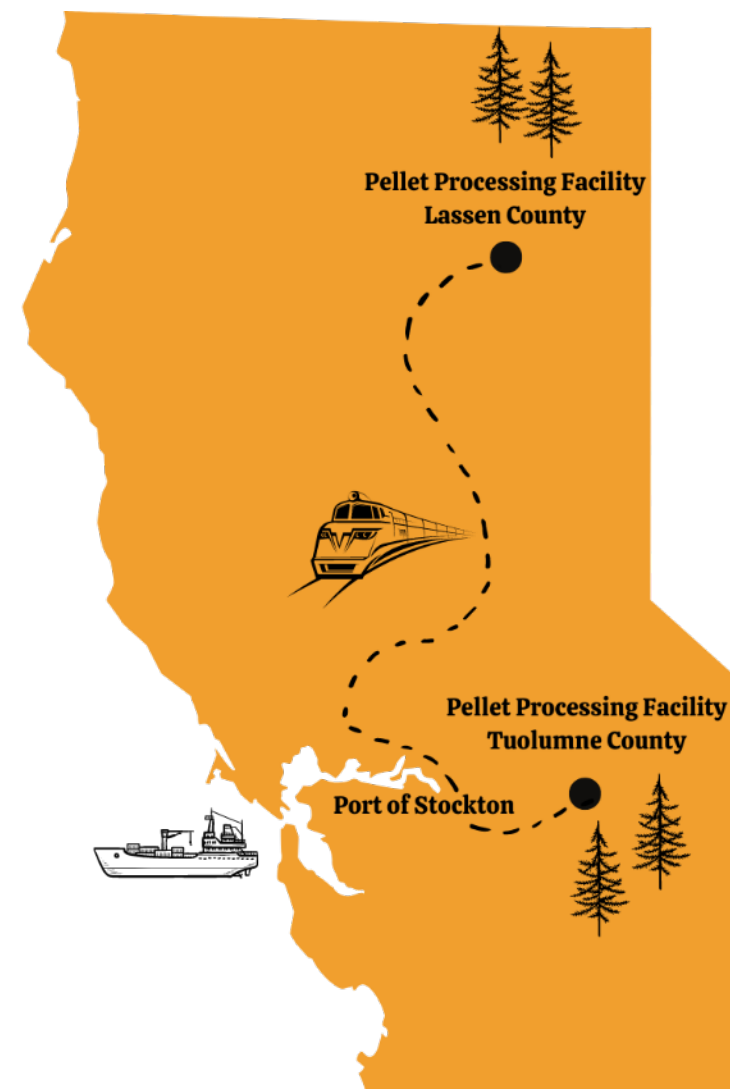 Pellet Processing Facility
Lassen County
Pellet Processing Facility
Tuolumne County
Port of Stockton